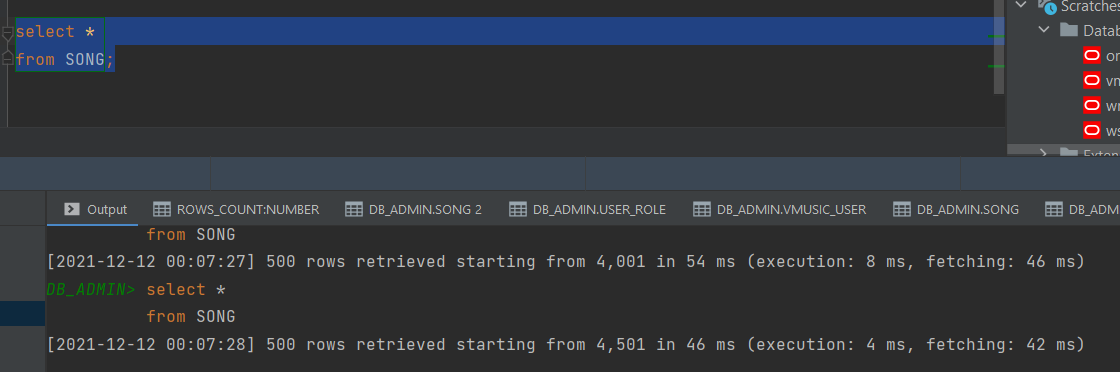 select *
from SONG;
Scratches
Output
ROWS_COUNT:NUMBER
DB_ADMIN.SONG 2
DB_ADMIN.USER_ROLE
DB_ADMIN.VMUSIC_USER
DB_ADMIN.SONG
from SONG
[2021-12-12 00:07:27] 500 rows retrieved starting from 4,001 in 54 ms (execution: 8 ms, fetching: 46 ms)
DB_ADMIN> select *
from SONG
[2021-12-12 00:07:28] 500 rows retrieved starting from 4,501 in 46 ms (execution: 4 ms, fetching: 42 ms)